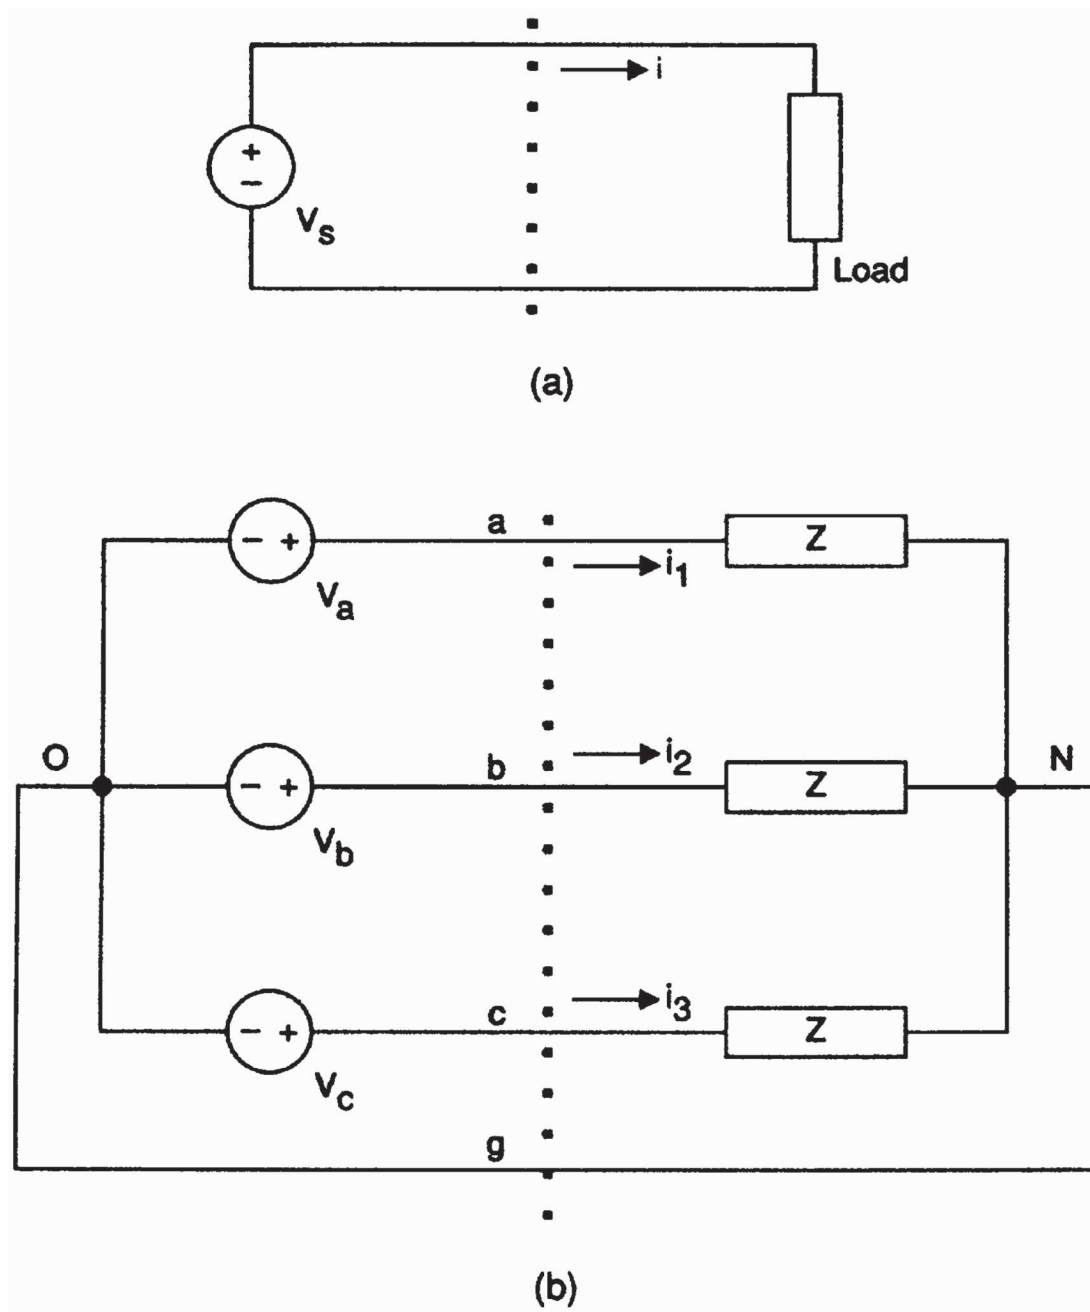 i
+
−
V_s
Load
(a)
a
Z
− +
i_1
V_a
O
b
i_2
N
− +
Z
V_b
c
i_3
− +
Z
V_c
g
(b)